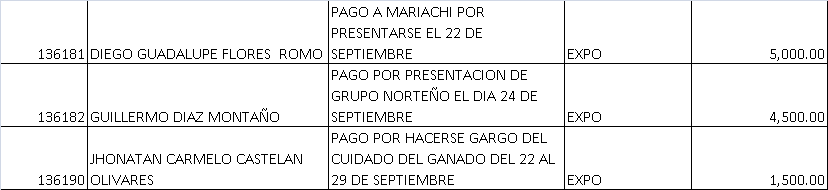 PAGO A MARIACHI POR
PRESENTARSE EL 22 DE
136181 DIEGO GUADALUPE FLORES ROMO SEPTIEMBRE EXPO 5,000.00
PAGO POR PRESENTACION DE
GRUPO NORTEÑO EL DIA 24 DE
136182 GUILLERMO DIAZ MONTAÑO SEPTIEMBRE EXPO 4,500.00
PAGO POR HACERSE GARGO DEL
JHONATAN CARMELO CASTELAN CUIDADO DEL GANADO DEL 22 AL
136190 OLIVARES 29 DE SEPTIEMBRE EXPO 1,500.00